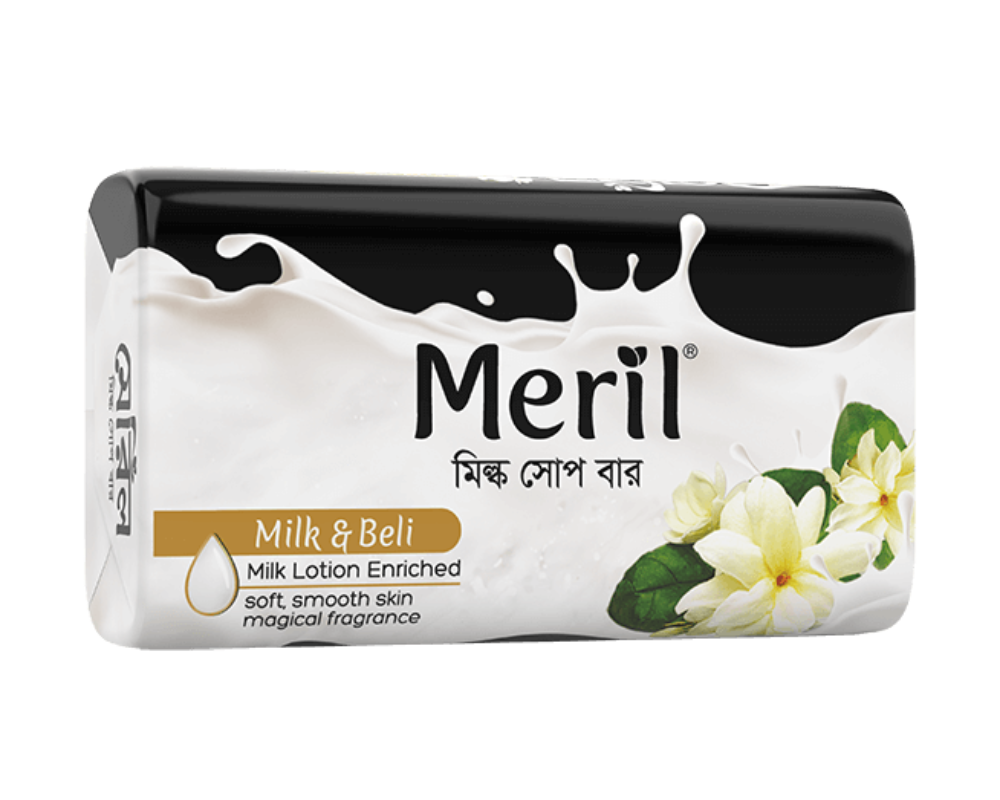 Meril®
মিল্ক সোপ বার
Milk & Beli
Milk Lotion Enriched
soft, smooth skin
magical fragrance
মেরিল
মিল্ক সোপ বার